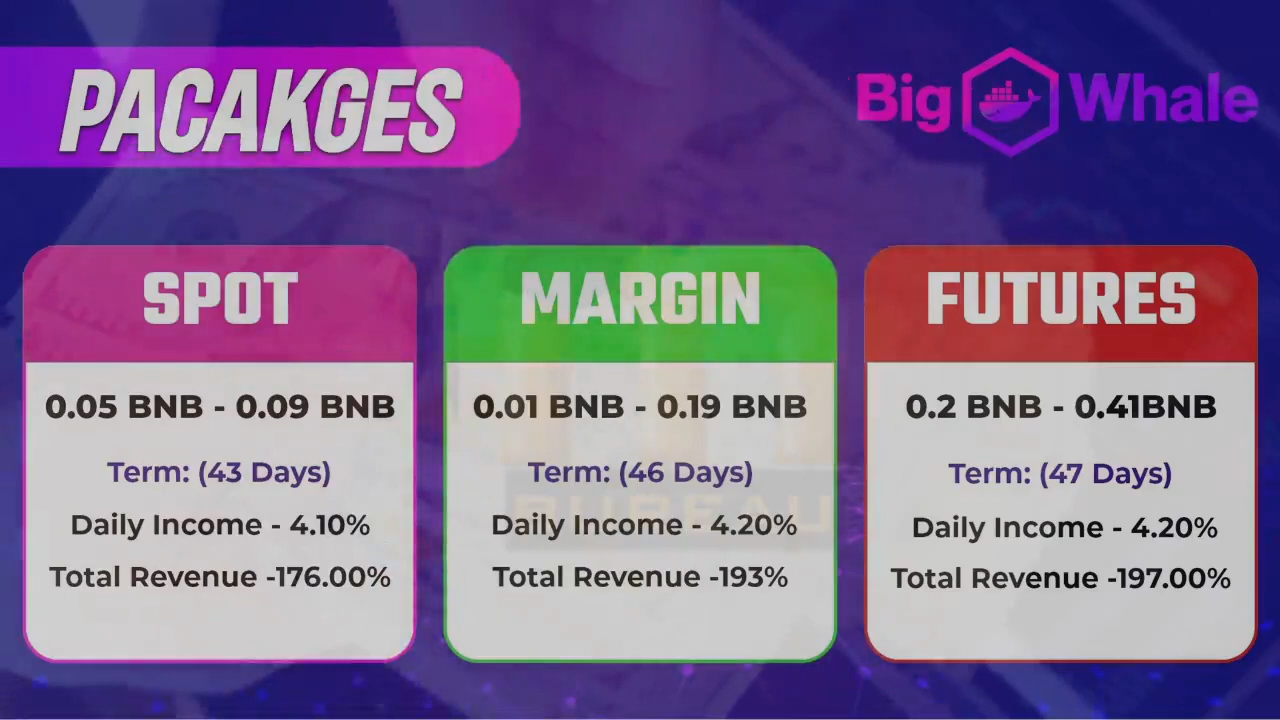 PACAKGES
Big Whale
SPOT
0.05 BNB - 0.09 BNB
Term: (43 Days)
Daily Income - 4.10%
Total Revenue -176.00%
MARGIN
0.01 BNB - 0.19 BNB
Term: (46 Days)
Daily Income - 4.20%
Total Revenue -193%
FUTURES
0.2 BNB - 0.41BNB
Term: (47 Days)
Daily Income - 4.20%
Total Revenue -197.00%
BUREAU